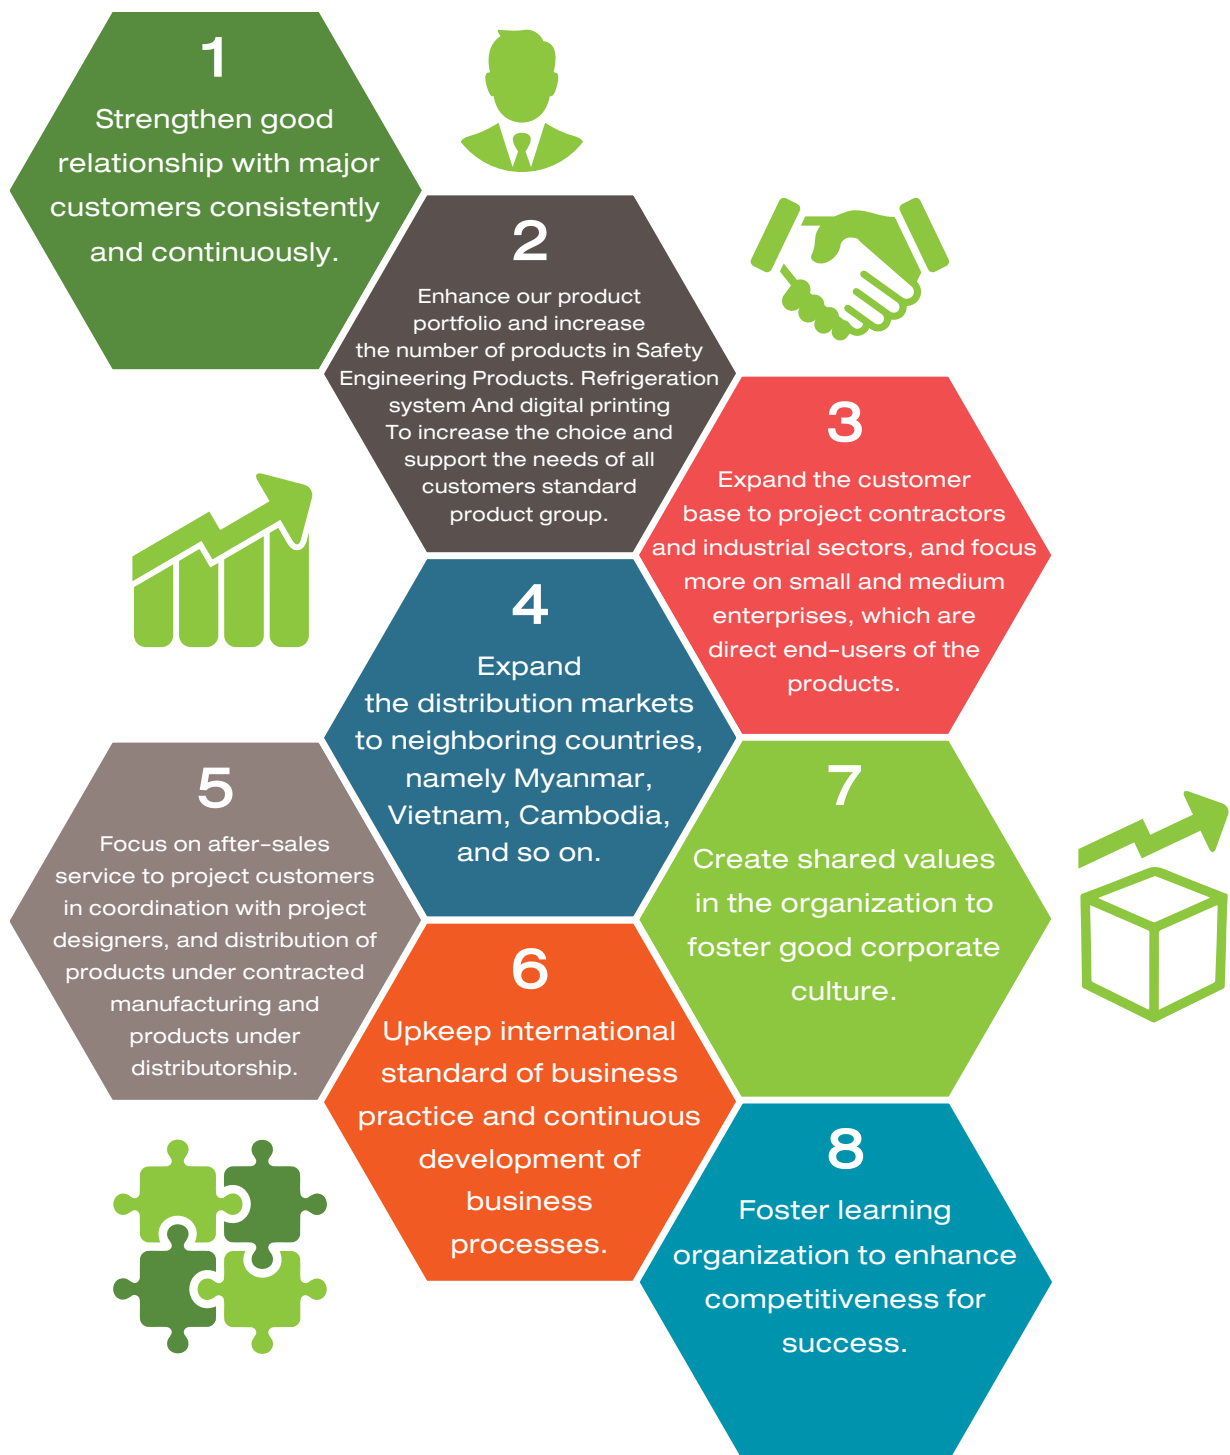 1
Strengthen good
relationship with major
customers consistently
and continuously.
2
Enhance our product
portfolio and increase
the number of products in Safety
Engineering Products. Refrigeration
system And digital printing
To increase the choice and
support the needs of all
customers standard
product group.
3
Expand the customer
base to project contractors
and industrial sectors, and focus
more on small and medium
enterprises, which are
direct end-users of the
products.
4
Expand
the distribution markets
to neighboring countries,
namely Myanmar,
Vietnam, Cambodia,
and so on.
5
Focus on after-sales
service to project customers
in coordination with project
designers, and distribution of
products under contracted
manufacturing and
products under
distributorship.
6
Upkeep international
standard of business
practice and continuous
development of
business
processes.
7
Create shared values
in the organization to
foster good corporate
culture.
8
Foster learning
organization to enhance
competitiveness for
success.